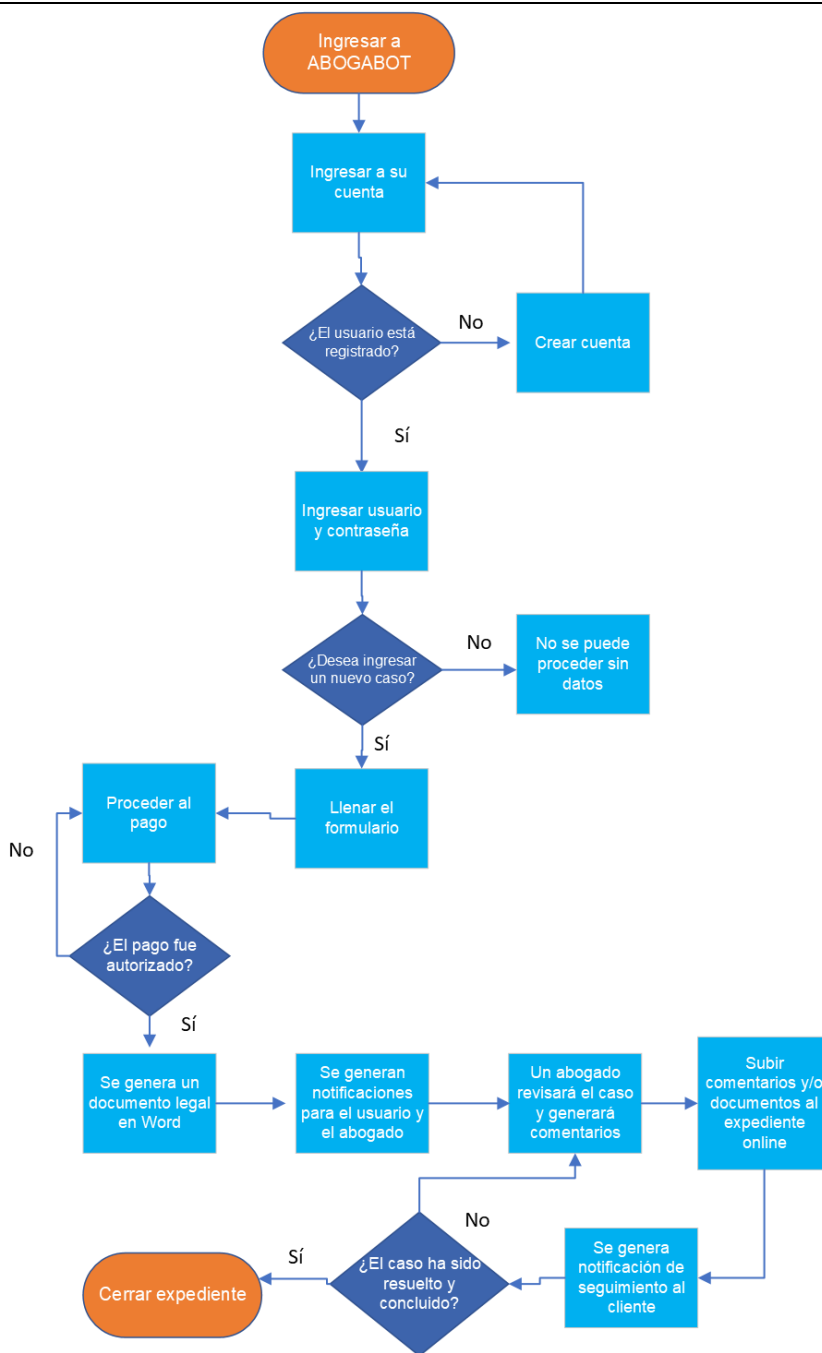 Ingresar a
ABOGABOT
Ingresar a su
cuenta
¿El usuario está
registrado?
No
Crear cuenta
Sí
Ingresar usuario
y contraseña
¿Desea ingresar
un nuevo caso?
No
No se puede
proceder sin
datos
Sí
Llenar el
formulario
Proceder al
pago
No
¿El pago fue
autorizado?
Sí
Se genera un
documento legal
en Word
Se generan
notificaciones
para el usuario y
el abogado
Un abogado
revisará el caso
y generará
comentarios
Subir
comentarios y/o
documentos al
expediente
online
Se genera
notificación de
seguimiento al
cliente
¿El caso ha sido
resuelto y
concluido?
No
Sí
Cerrar expediente